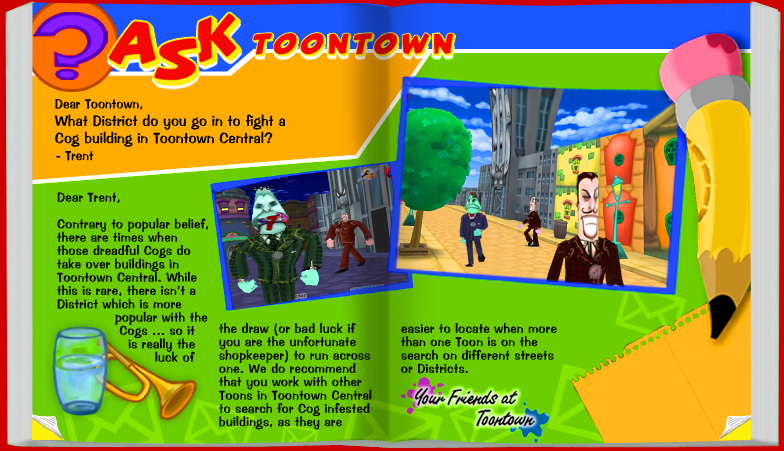 ?ASK TOONTOWN
Dear Toontown,
What District do you go in to fight a
Cog building in Toontown Central?
- Trent
Dear Trent,
Contrary to popular belief,
there are times when
those dreadful Cogs do
take over buildings in
Toontown Central. While
this is rare, there isn't a
District which is more
popular with the
Cogs ... so it
is really the
luck of
the draw (or bad luck if
you are the unfortunate
shopkeeper) to run across
one. We do recommend
that you work with other
Toons in Toontown Central
to search for Cog infested
buildings, as they are
easier to locate when more
than one Toon is on the
search on different streets
or Districts.
Your Friends at
Toontown